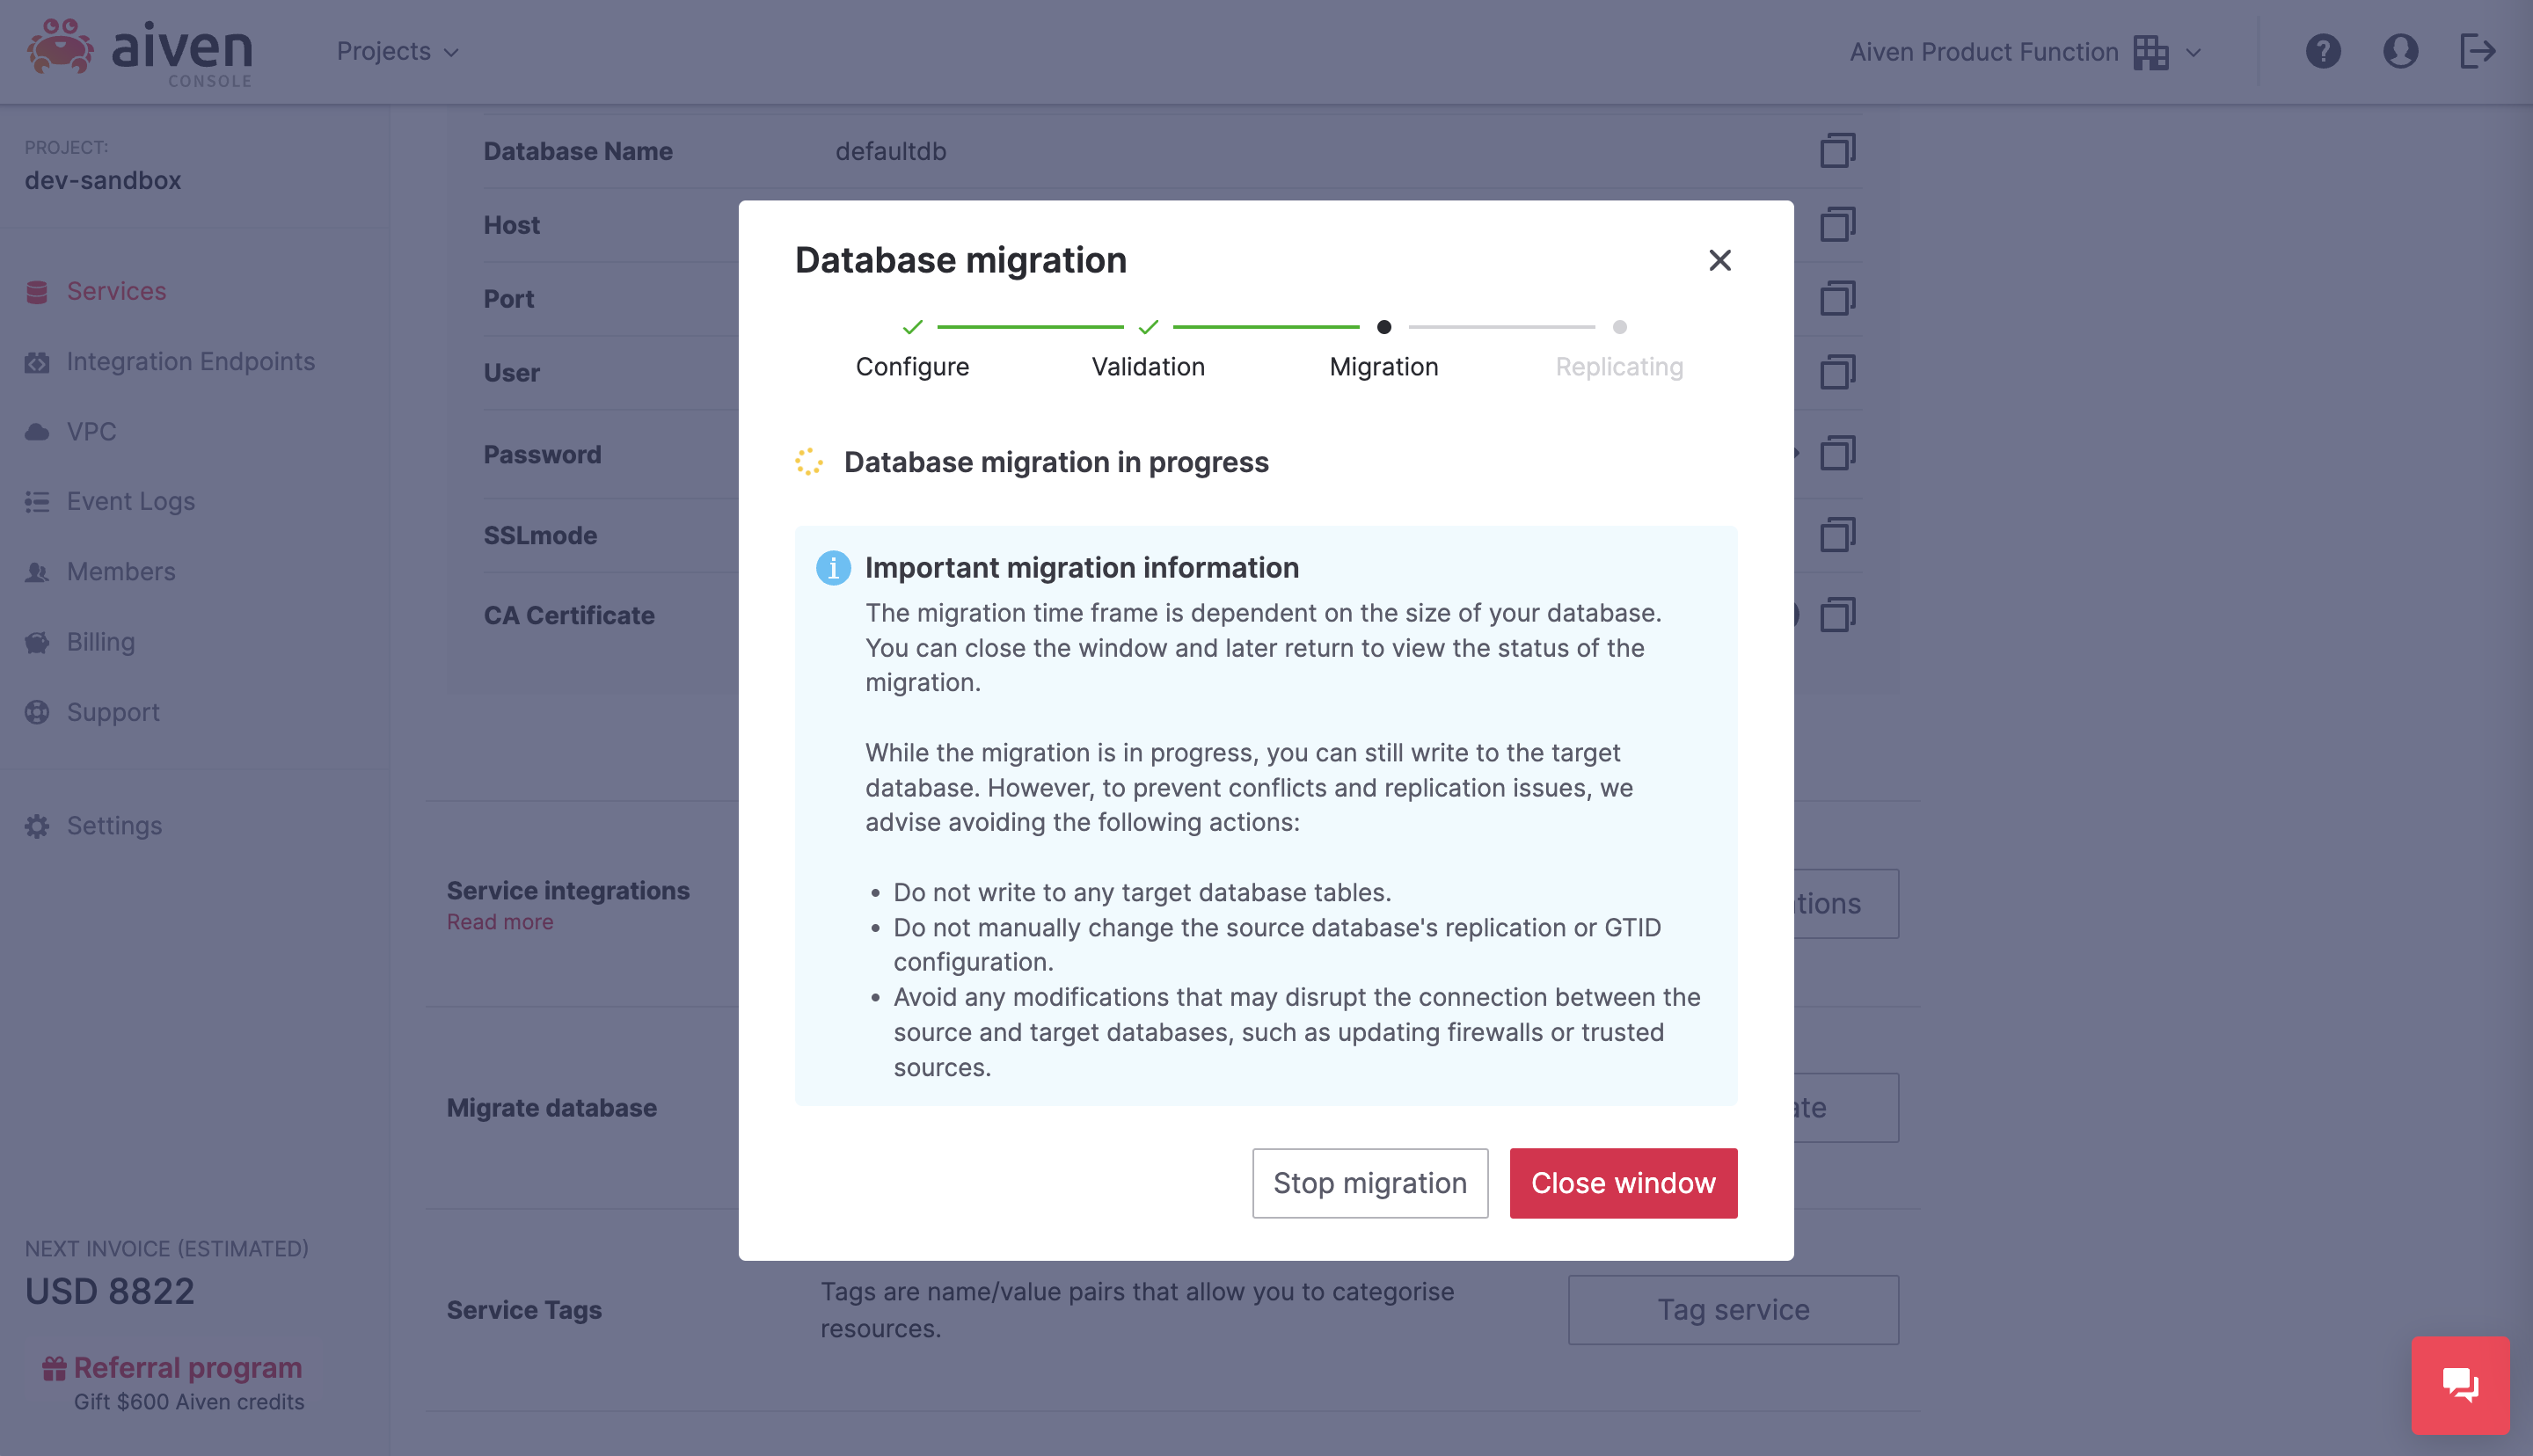 aiven
CONSOLE
Projects
Aiven Product Function
PROJECT:
dev-sandbox
Services
Integration Endpoints
VPC
Event Logs
Members
Billing
Support
Settings
NEXT INVOICE (ESTIMATED)
USD 8822
Referral program
Gift $600 Aiven credits
Database Name
defaultdb
Host
Port
User
Password
SSLmode
CA Certificate
Service integrations
Read more
Migrate database
Service Tags
Tags are name/value pairs that allow you to categorise
resources.
Tag service
Database migration
Configure
Validation
Migration
Replicating
Database migration in progress
Important migration information
The migration time frame is dependent on the size of your database.
You can close the window and later return to view the status of the
migration.
While the migration is in progress, you can still write to the target
database. However, to prevent conflicts and replication issues, we
advise avoiding the following actions:
• Do not write to any target database tables.
• Do not manually change the source database's replication or GTID
configuration.
• Avoid any modifications that may disrupt the connection between the
source and target databases, such as updating firewalls or trusted
sources.
Stop migration
Close window